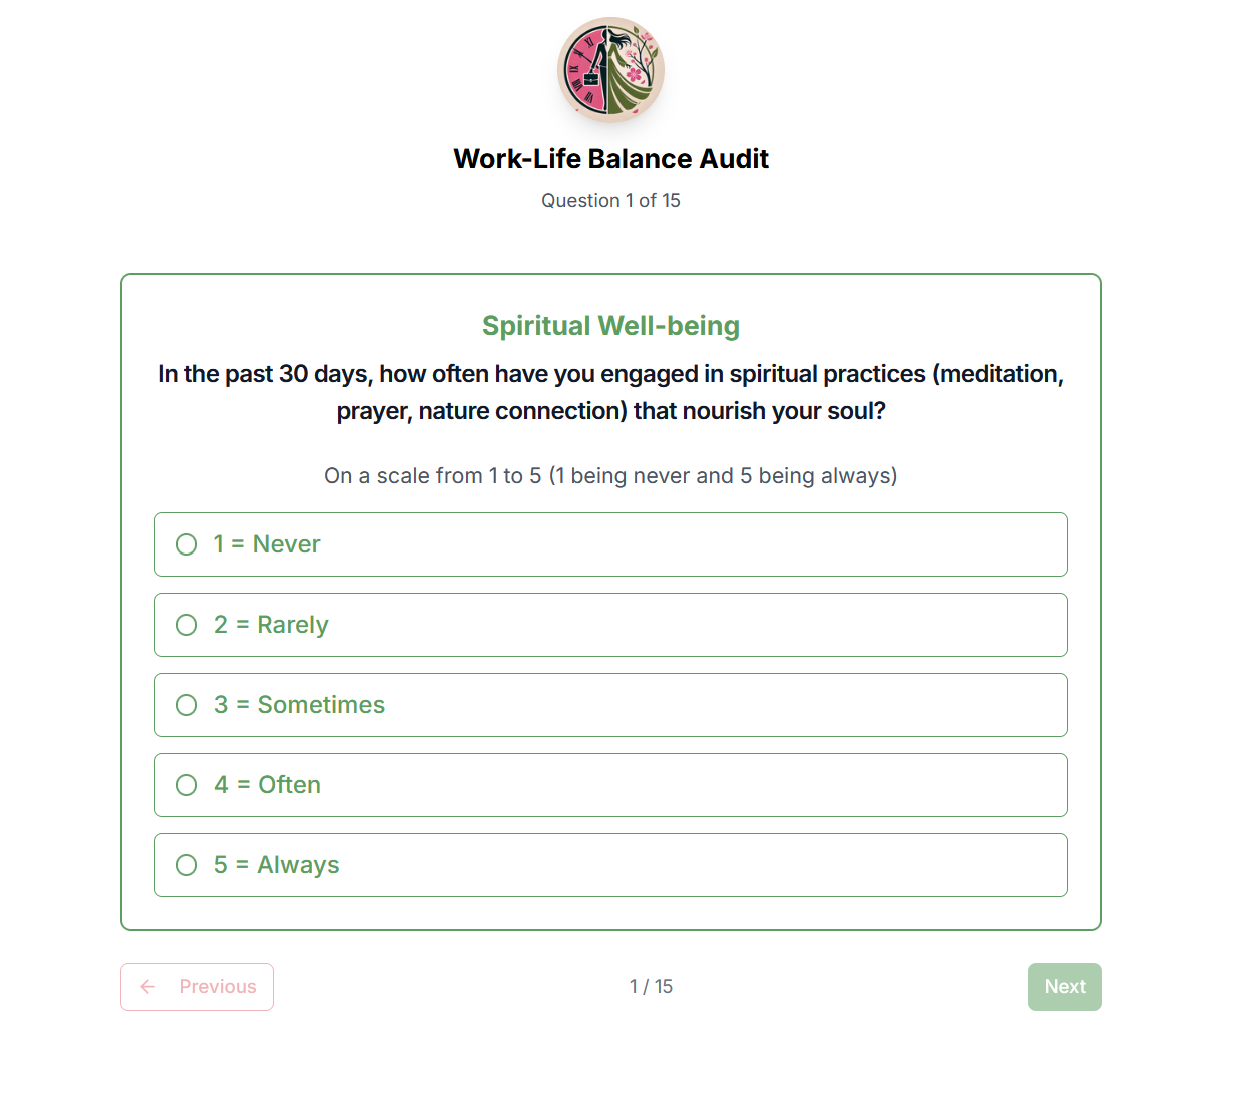 Work-Life Balance Audit
Question 1 of 15
Spiritual Well-being
In the past 30 days, how often have you engaged in spiritual practices (meditation,
prayer, nature connection) that nourish your soul?
On a scale from 1 to 5 (1 being never and 5 being always)
1 = Never
2 = Rarely
3 = Sometimes
4 = Often
5 = Always
← Previous
1 / 15
Next